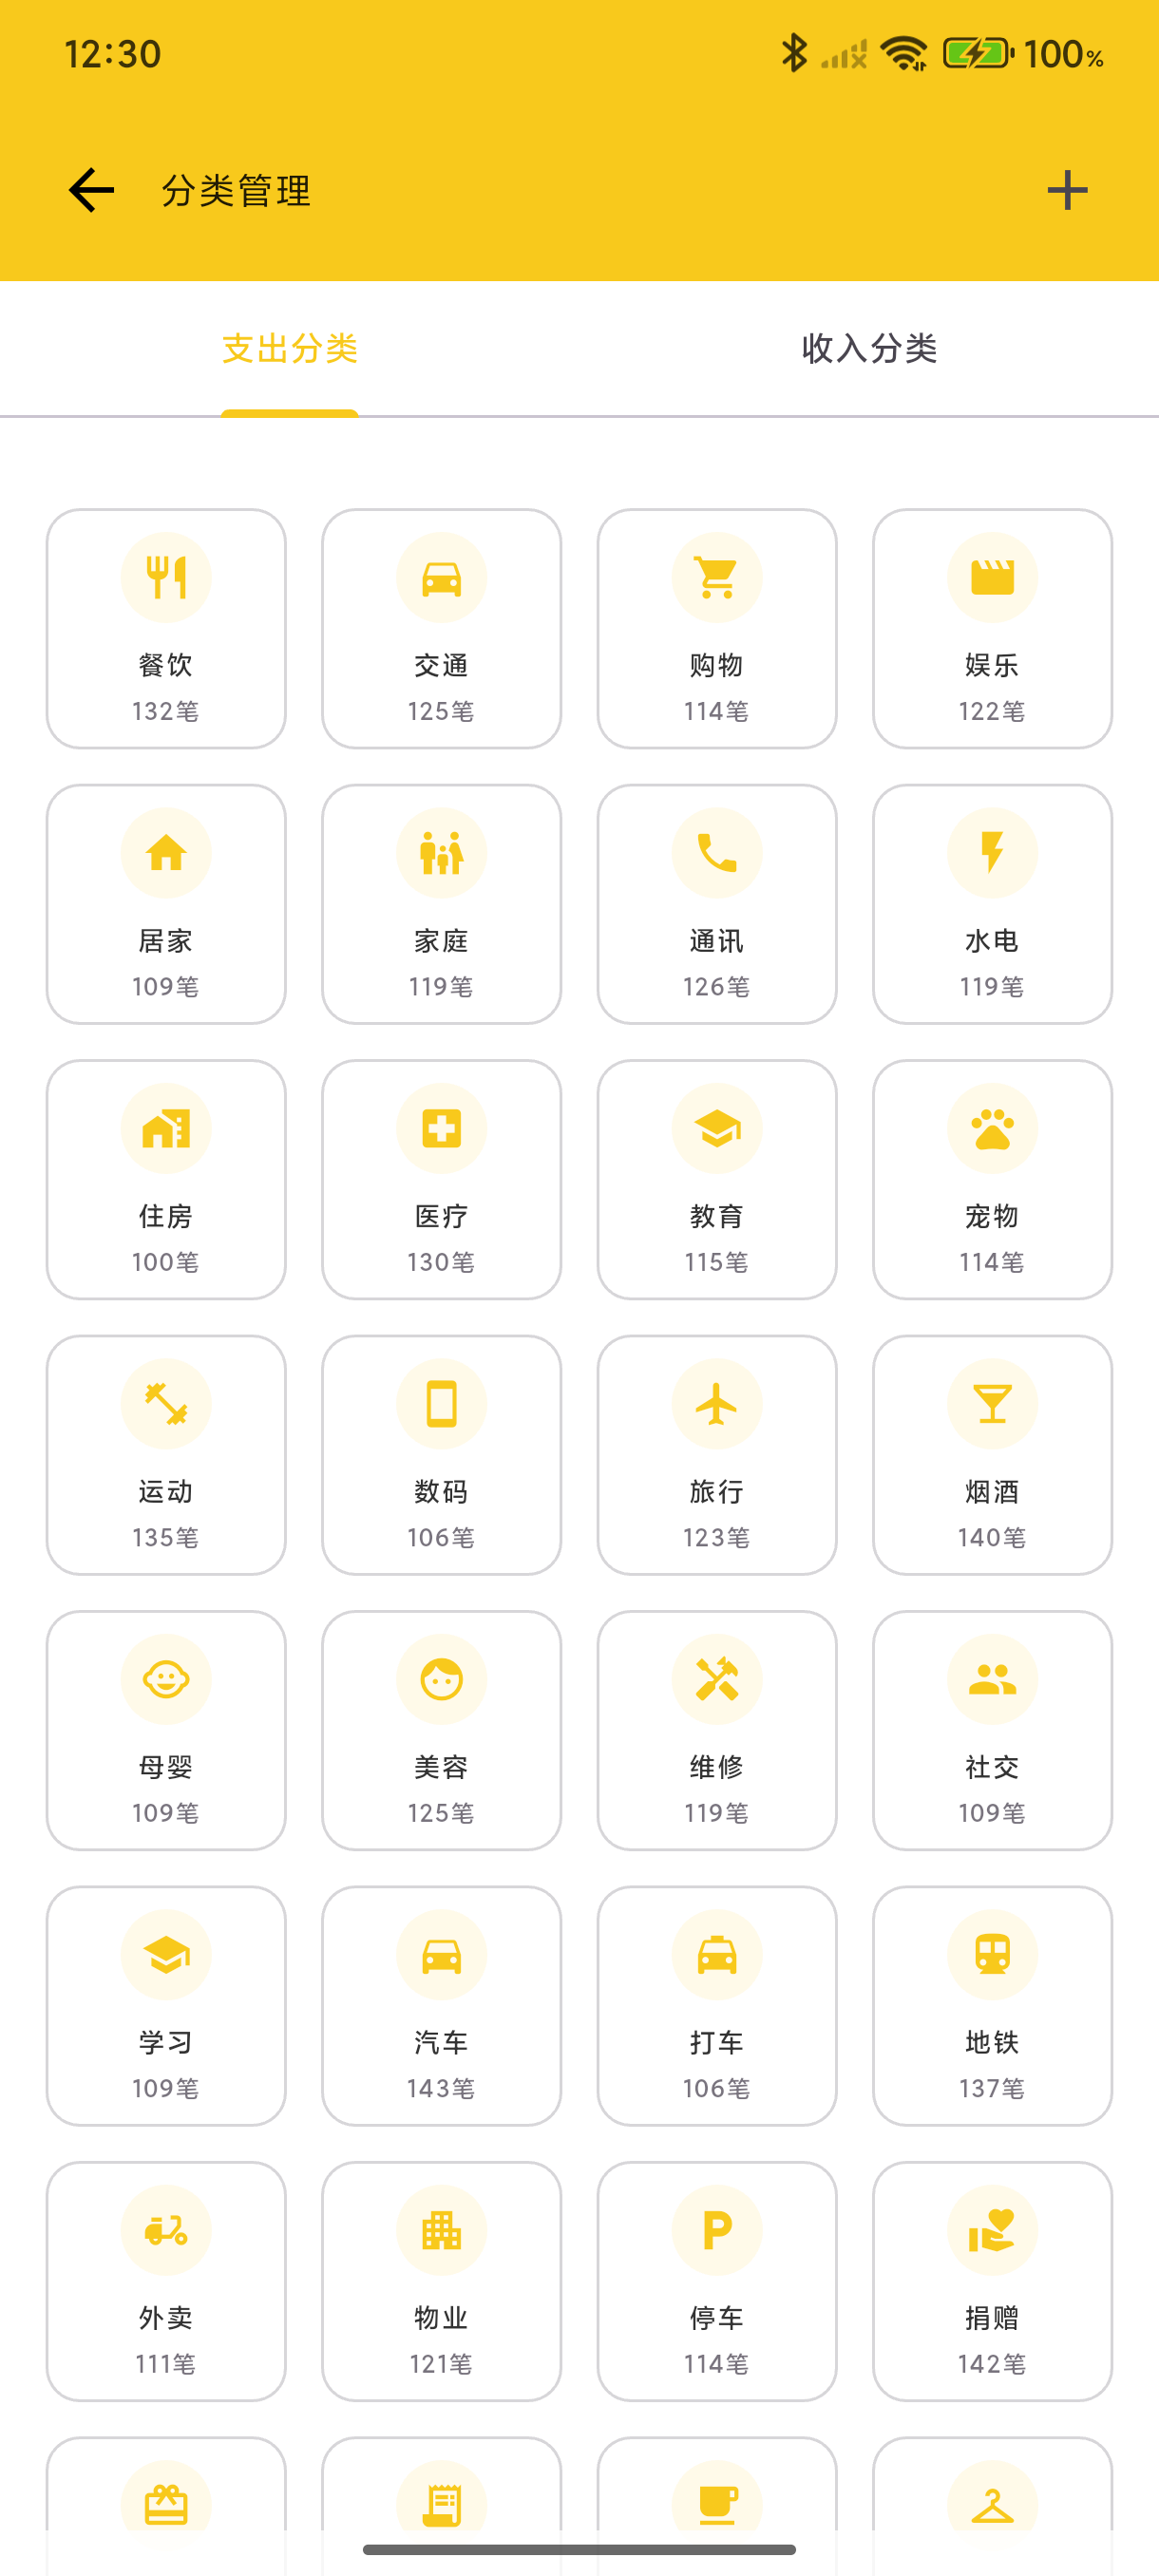 12:30 100%
分类管理
支出分类 收入分类
餐饮 交通 购物 娱乐
132笔 125笔 114笔 122笔
居家 家庭 通讯 水电
109笔 119笔 126笔 119笔
住房 医疗 教育 宠物
100笔 130笔 115笔 114笔
运动 数码 旅行 烟酒
135笔 106笔 123笔 140笔
母婴 美容 维修 社交
109笔 125笔 119笔 109笔
学习 汽车 打车 地铁
109笔 143笔 106笔 137笔
外卖 物业 停车 捐赠
111笔 121笔 114笔 142笔